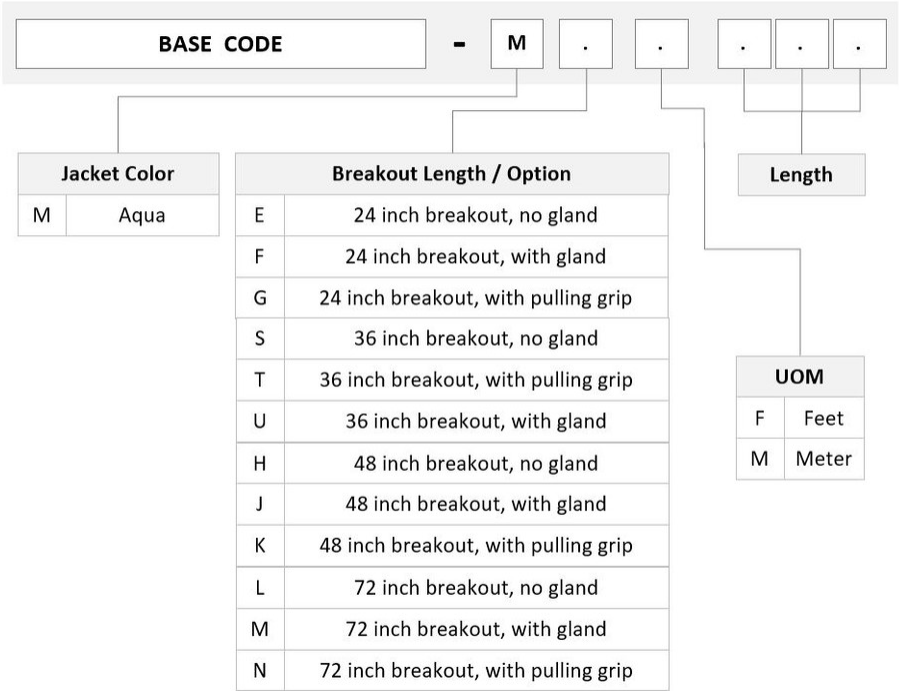 BASE CODE - M . . . . .
Jacket Color
M Aqua
Breakout Length / Option
E 24 inch breakout, no gland
F 24 inch breakout, with gland
G 24 inch breakout, with pulling grip
S 36 inch breakout, no gland
T 36 inch breakout, with pulling grip
U 36 inch breakout, with gland
H 48 inch breakout, no gland
J 48 inch breakout, with gland
K 48 inch breakout, with pulling grip
L 72 inch breakout, no gland
M 72 inch breakout, with gland
N 72 inch breakout, with pulling grip
Length
UOM
F Feet
M Meter